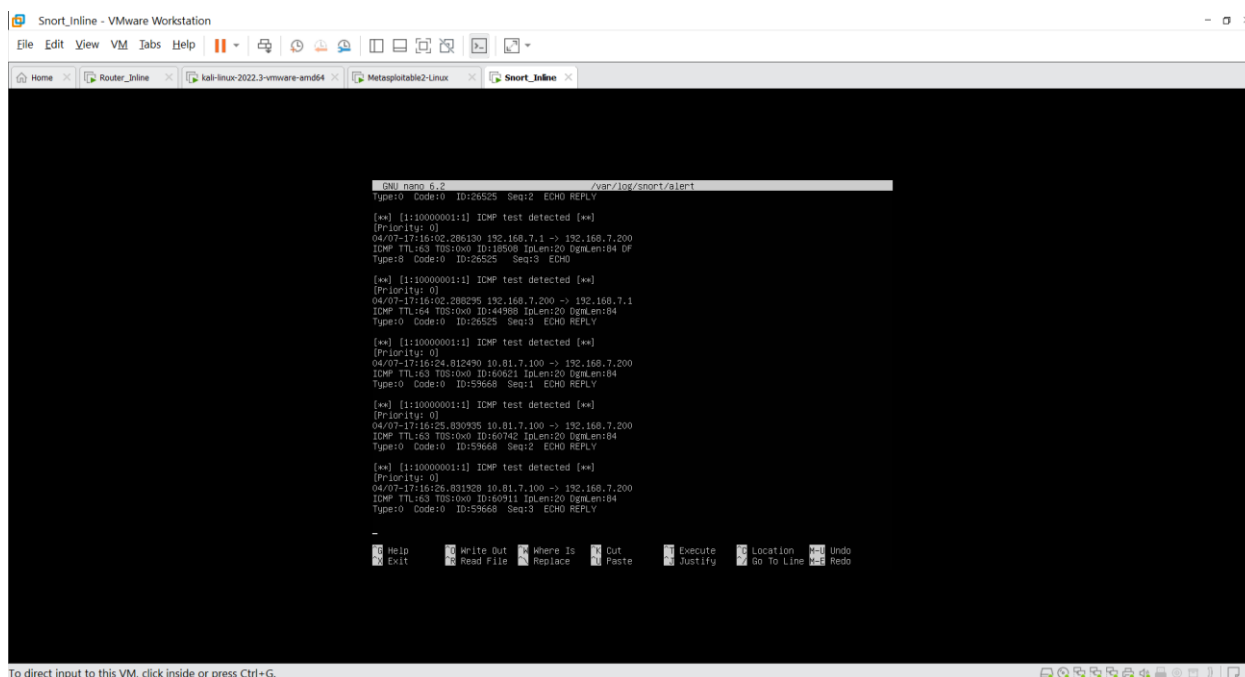 Snort_Inline - VMware Workstation
File Edit View VM Tabs Help
Home Router_Inline kali-linux-2022.3-vmware-amd64 Metasploitable2-Linux Snort_Inline
GNU nano 6.2 /var/log/snort/alert
Type:0 Code:0 ID:26525 Seq:2 ECHO REPLY
[**] [1:10000001:1] ICMP test detected [**]
[Priority: 0]
04/07-17:16:02.286130 192.168.7.1 -> 192.168.7.200
ICMP TTL:63 TOS:0x0 ID:18508 IpLen:20 DgmLen:84 DF
Type:8 Code:0 ID:26525 Seq:3 ECHO
[**] [1:10000001:1] ICMP test detected [**]
[Priority: 0]
04/07-17:16:02.288295 192.168.7.200 -> 192.168.7.1
ICMP TTL:64 TOS:0x0 ID:44988 IpLen:20 DgmLen:84
Type:0 Code:0 ID:26525 Seq:3 ECHO REPLY
[**] [1:10000001:1] ICMP test detected [**]
[Priority: 0]
04/07-17:16:24.812490 10.81.7.100 -> 192.168.7.200
ICMP TTL:63 TOS:0x0 ID:60621 IpLen:20 DgmLen:84
Type:0 Code:0 ID:59668 Seq:1 ECHO REPLY
[**] [1:10000001:1] ICMP test detected [**]
[Priority: 0]
04/07-17:16:25.830935 10.81.7.100 -> 192.168.7.200
ICMP TTL:63 TOS:0x0 ID:60742 IpLen:20 DgmLen:84
Type:0 Code:0 ID:59668 Seq:2 ECHO REPLY
[**] [1:10000001:1] ICMP test detected [**]
[Priority: 0]
04/07-17:16:26.831928 10.81.7.100 -> 192.168.7.200
ICMP TTL:63 TOS:0x0 ID:60911 IpLen:20 DgmLen:84
Type:0 Code:0 ID:59668 Seq:3 ECHO REPLY
^G Help ^O Write Out ^W Where Is ^K Cut ^T Execute ^C Location M-U Undo
^X Exit ^R Read File ^\ Replace ^U Paste ^J Justify ^/ Go To Line M-E Redo
To direct input to this VM, click inside or press Ctrl+G.